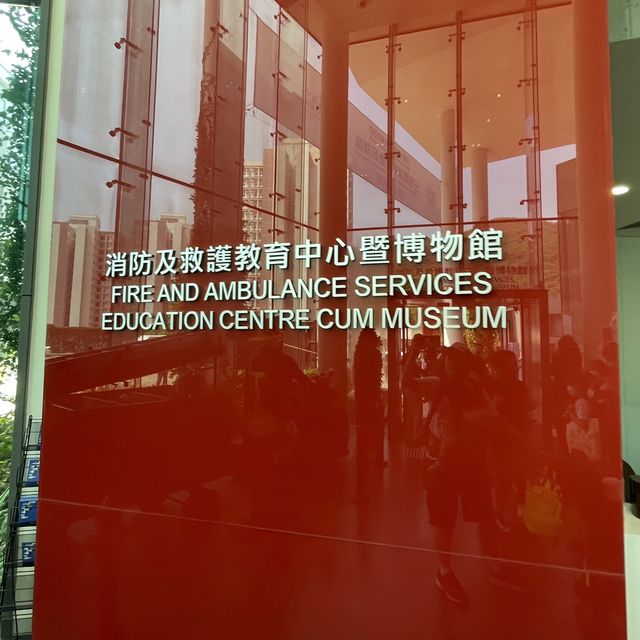 消防及救護教育中心暨博物館
FIRE AND AMBULANCE SERVICES
EDUCATION CENTRE CUM MUSEUM